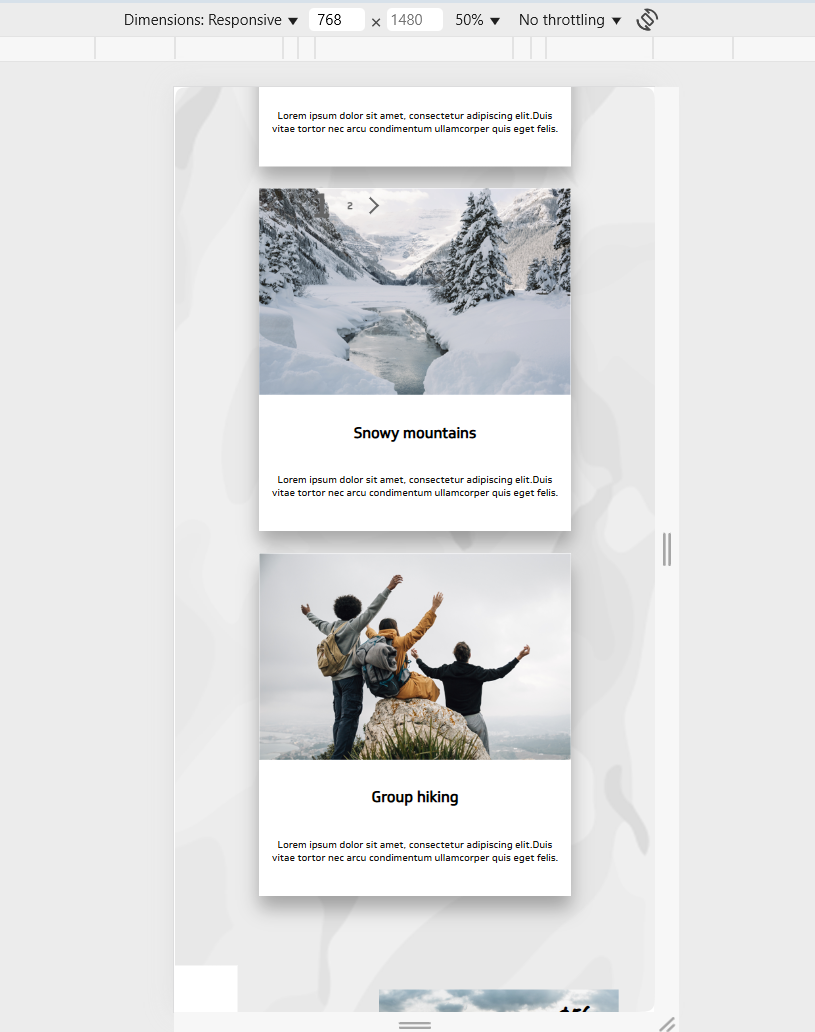 Dimensions: Responsive 768 × 1480 50% No throttling
Lorem ipsum dolor sit amet, consectetur adipiscing elit.Duis
vitae tortor nec arcu condimentum ullamcorper quis eget felis.
2
Snowy mountains
Lorem ipsum dolor sit amet, consectetur adipiscing elit.Duis
vitae tortor nec arcu condimentum ullamcorper quis eget felis.
Group hiking
Lorem ipsum dolor sit amet, consectetur adipiscing elit.Duis
vitae tortor nec arcu condimentum ullamcorper quis eget felis.